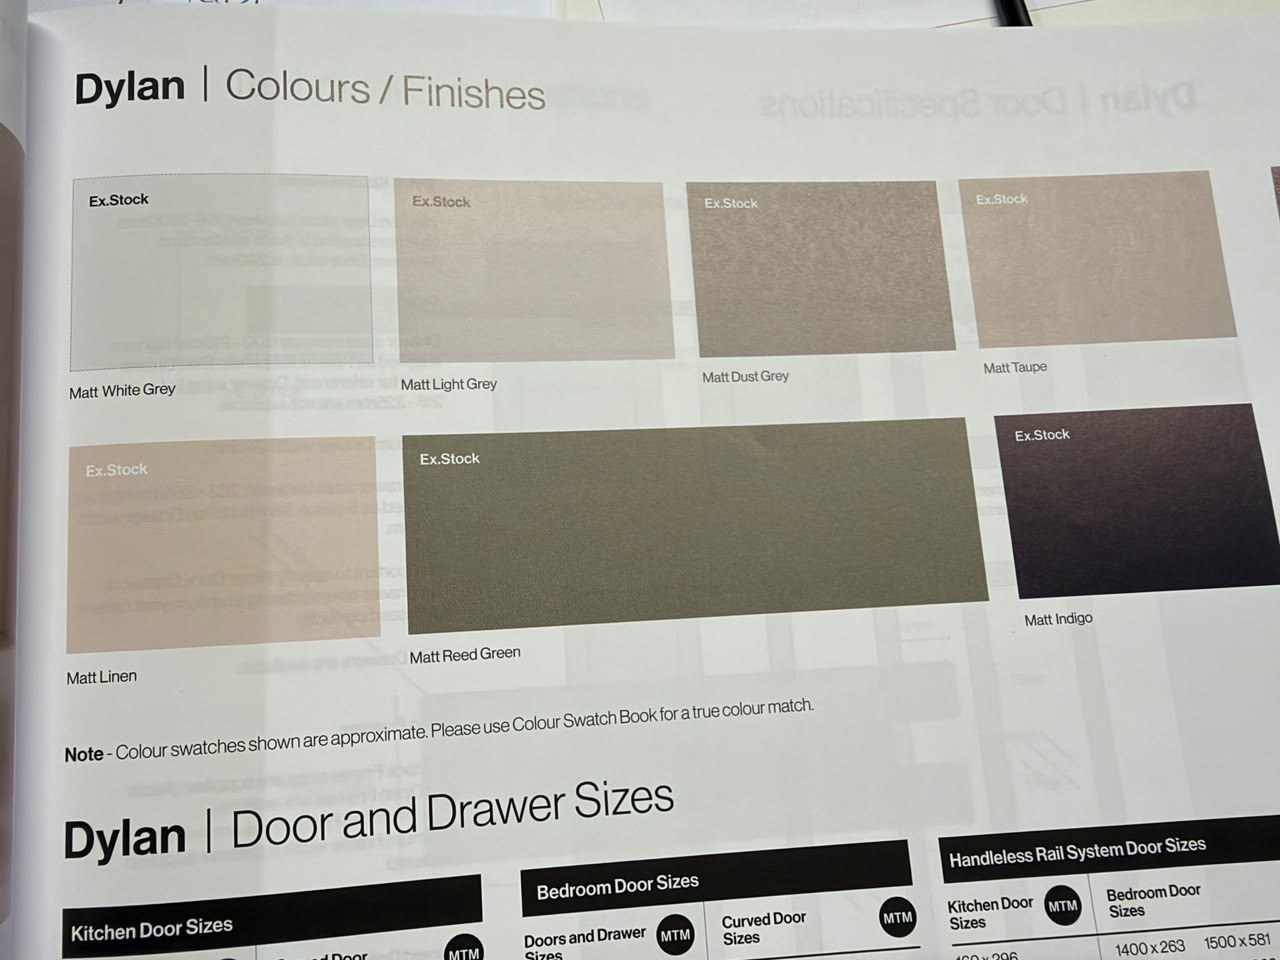 Dylan | Colours / Finishes
Ex.Stock
Ex.Stock
Ex.Stock
Ex.Stock
Matt White Grey
Matt Light Grey
Matt Dust Grey
Matt Taupe
Ex.Stock
Ex.Stock
Ex.Stock
Matt Linen
Matt Reed Green
Matt Indigo
Note - Colour swatches shown are approximate. Please use Colour Swatch Book for a true colour match.
Dylan | Door and Drawer Sizes
Kitchen Door Sizes
Door
MTM
Bedroom Door Sizes
Doors and Drawer
Sizes
MTM
Curved Door
Sizes
MTM
Handleless Rail System Door Sizes
Kitchen Door
Sizes
MTM
Bedroom Door
Sizes
1400 x 263 1500 x 581